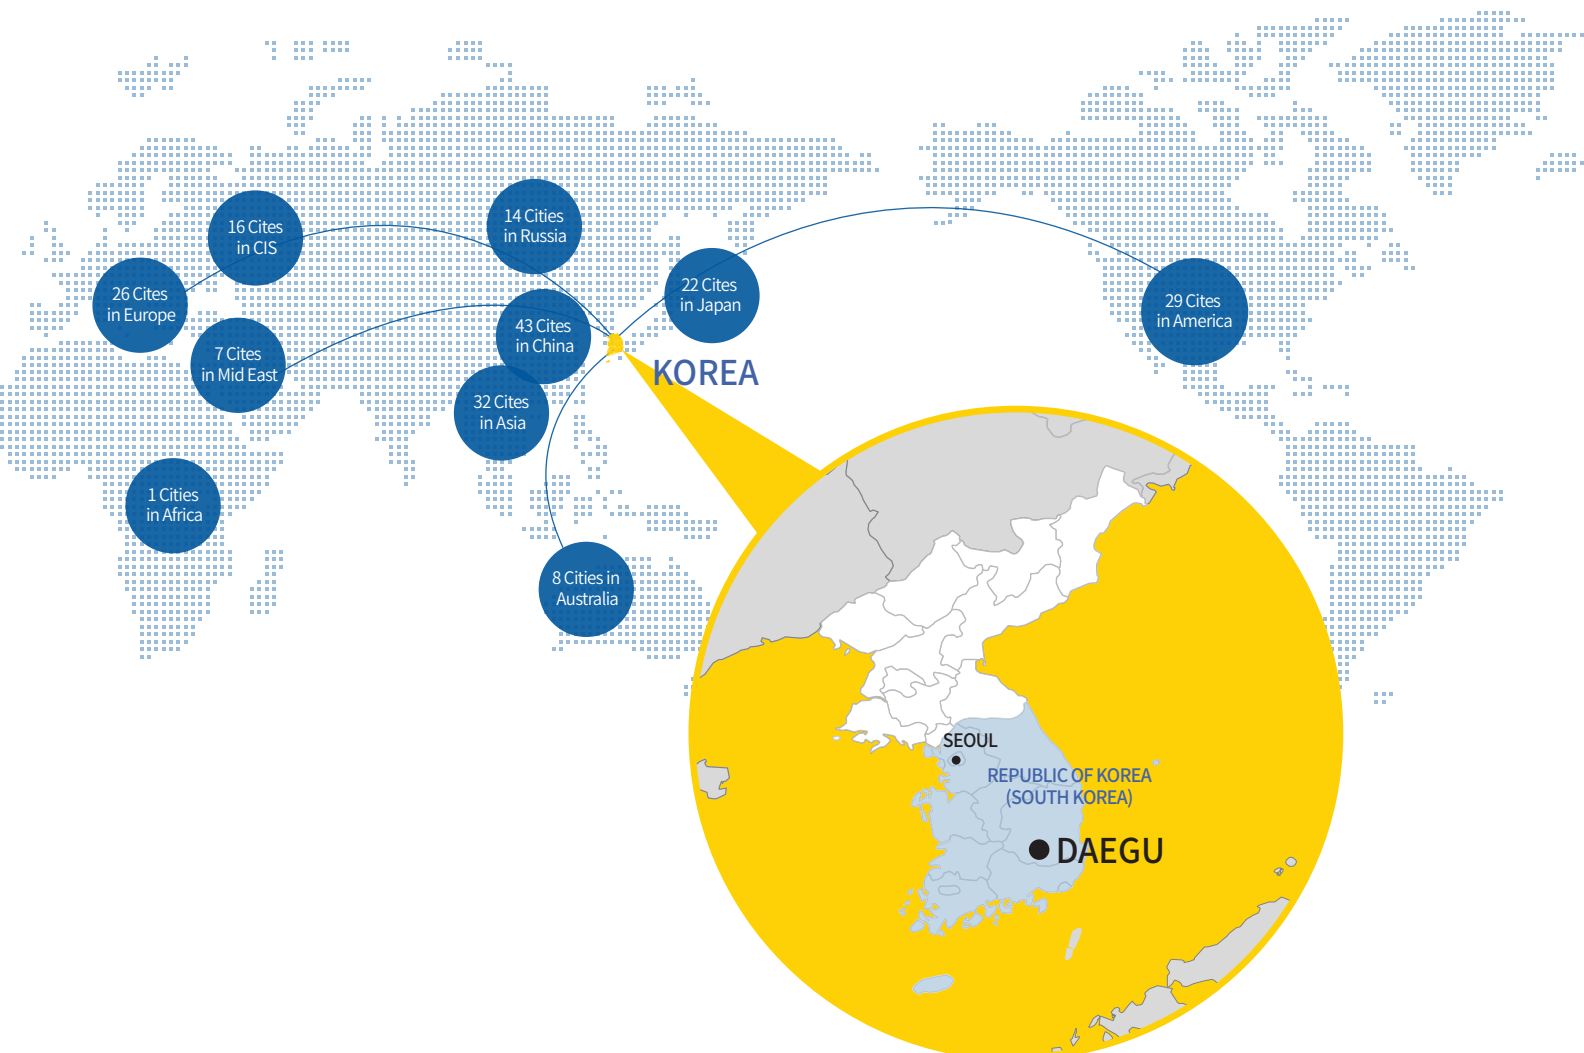 16 Cites
in CIS
14 Cities
in Russia
26 Cites
in Europe
22 Cites
in Japan
29 Cites
in America
43 Cites
in China
7 Cites
in Mid East
KOREA
32 Cites
in Asia
1 Cities
in Africa
8 Cities in
Australia
SEOUL
REPUBLIC OF KOREA
(SOUTH KOREA)
DAEGU